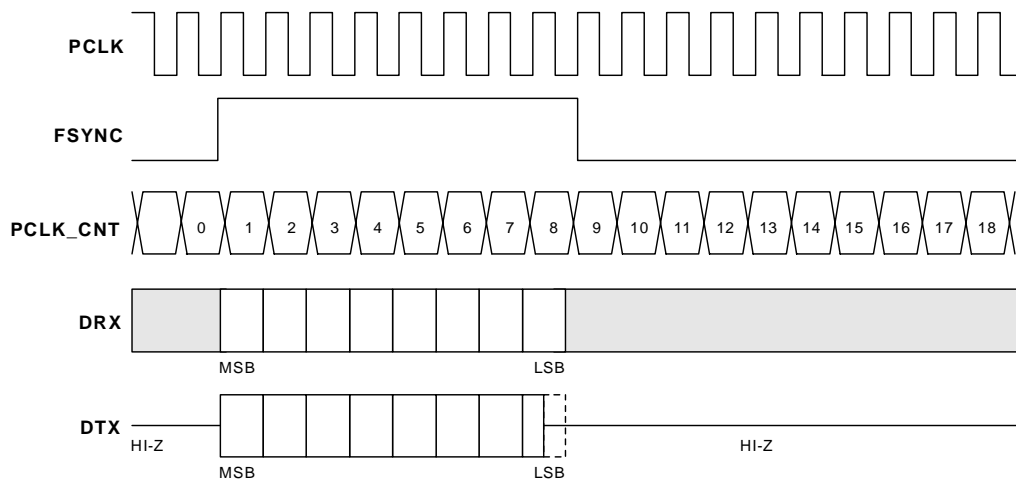 PCLK
FSYNC
PCLK_CNT 0 1 2 3 4 5 6 7 8 9 10 11 12 13 14 15 16 17 18
DRX
MSB LSB
DTX
HI-Z HI-Z
MSB LSB